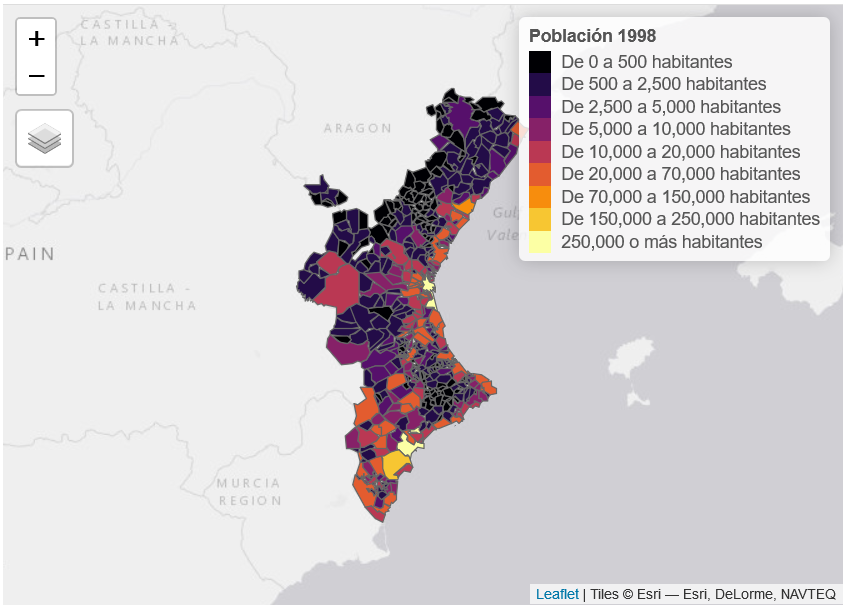 +
−
CASTILLA -
LA MANCHA
ARAGON
PAIN
CASTILLA -
LA MANCHA
MURCIA
REGION
Población 1998
De 0 a 500 habitantes
De 500 a 2,500 habitantes
De 2,500 a 5,000 habitantes
De 5,000 a 10,000 habitantes
De 10,000 a 20,000 habitantes
De 20,000 a 70,000 habitantes
De 70,000 a 150,000 habitantes
De 150,000 a 250,000 habitantes
250,000 o más habitantes
Leaflet | Tiles © Esri — Esri, DeLorme, NAVTEQ